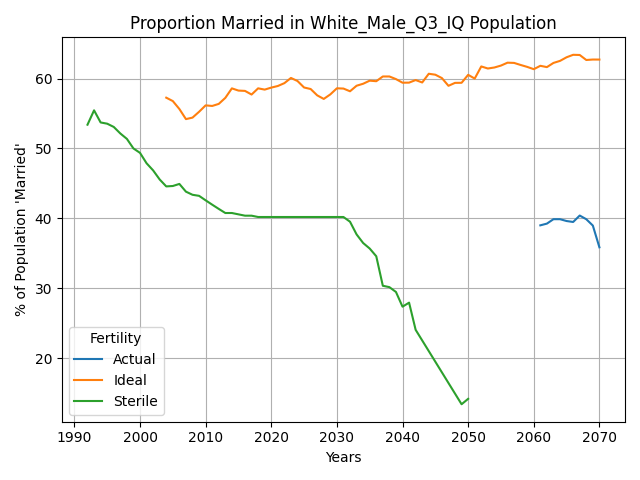 Proportion Married in White_Male_Q3_IQ Population
% of Population 'Married'
60
50
40
30
20
Fertility
Actual
Ideal
Sterile
1990 2000 2010 2020 2030 2040 2050 2060 2070
Years